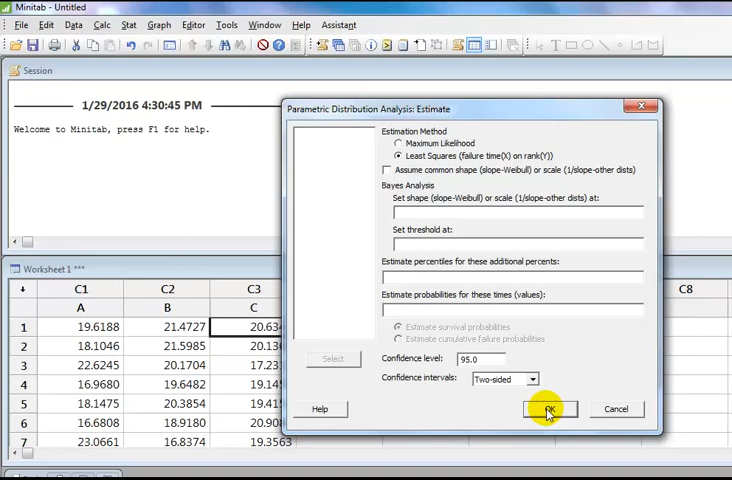 Minitab - Untitled
File Edit Data Calc Stat Graph Editor Tools Window Help Assistant
Session
1/29/2016 4:30:45 PM
Welcome to Minitab, press F1 for help.
Parametric Distribution Analysis: Estimate
Estimation Method
Maximum Likelihood
Least Squares (failure time(X) on rank(Y))
Assume common shape (slope-Weibull) or scale (1/slope-other dists)
Bayes Analysis
Set shape (slope-Weibull) or scale (1/slope-other dists) at:
Set threshold at:
Estimate percentiles for these additional percents:
Estimate probabilities for these times (values):
Estimate survival probabilities
Estimate cumulative failure probabilities
Select
Confidence level: 95.0
Confidence intervals: Two-sided
Help OK Cancel
Worksheet 1 ***
C1 C2 C3 C8
A B C
1 19.6188 21.4727 20.634
2 18.1046 21.5985
3 22.6245 20.1704 17.231
4 16.9680 19.6482
5 18.1475 20.3854
6 16.6808 18.9180 20.908
7 23.0661 16.8374 19.3563